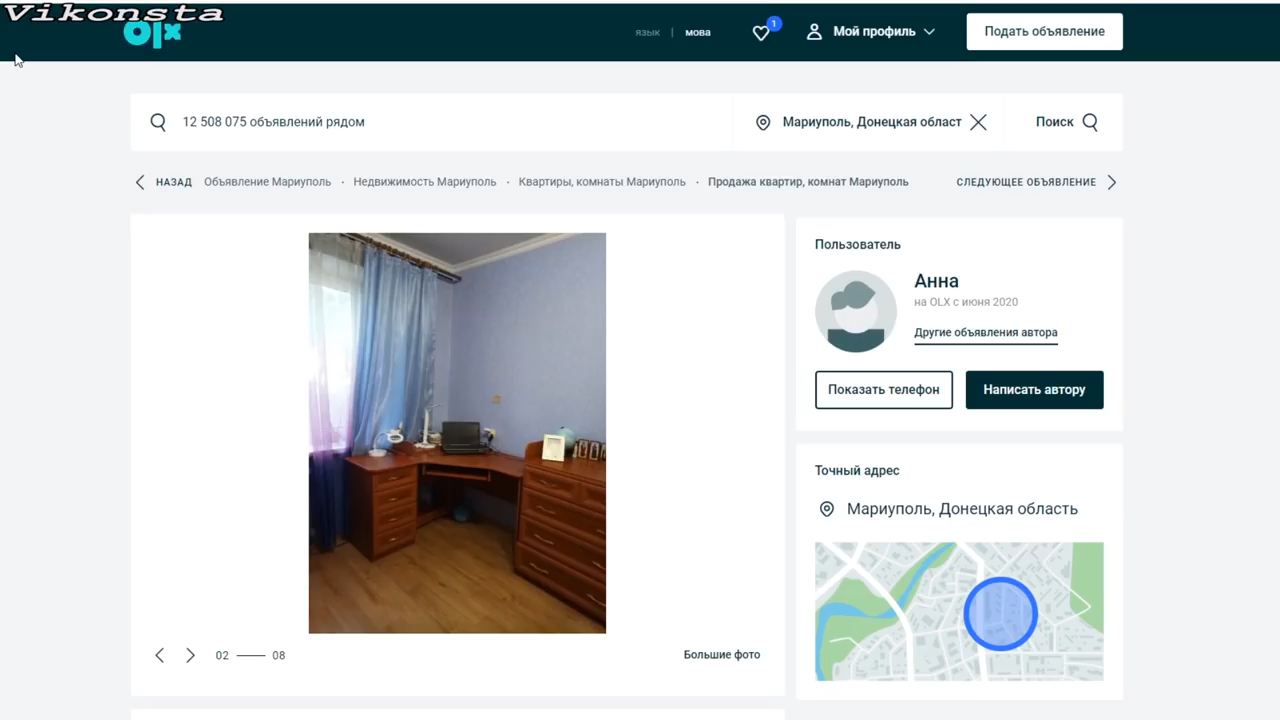 Vikonsta
olx
язык | мова
1
Мой профиль
Подать объявление
12 508 075 объявлений рядом
Мариуполь, Донецкая област
Поиск
НАЗАД
Объявление Мариуполь · Недвижимость Мариуполь · Квартиры, комнаты Мариуполь · Продажа квартир, комнат Мариуполь
СЛЕДУЮЩЕЕ ОБЪЯВЛЕНИЕ
Пользователь
Анна
на OLX с июня 2020
Другие объявления автора
Показать телефон
Написать автору
Точный адрес
Мариуполь, Донецкая область
02 — 08
Большие фото